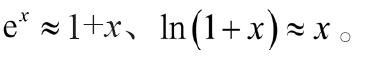 eˣ ≈ 1+x、ln(1+x) ≈ x 。